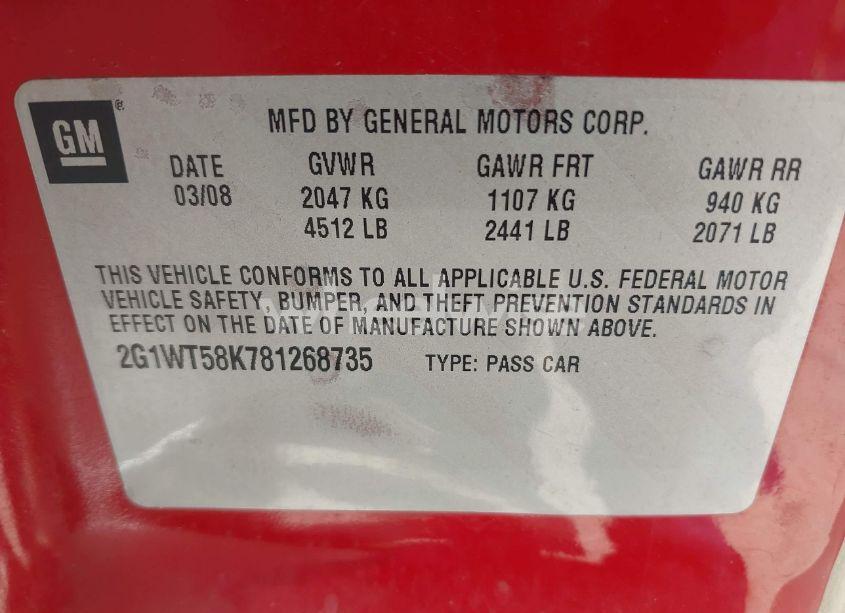 GM
MFD BY GENERAL MOTORS CORP.
DATE GVWR GAWR FRT GAWR RR
03/08 2047 KG 1107 KG 940 KG
4512 LB 2441 LB 2071 LB
THIS VEHICLE CONFORMS TO ALL APPLICABLE U.S. FEDERAL MOTOR
VEHICLE SAFETY, BUMPER, AND THEFT PREVENTION STANDARDS IN
EFFECT ON THE DATE OF MANUFACTURE SHOWN ABOVE.
2G1WT58K781268735 TYPE: PASS CAR